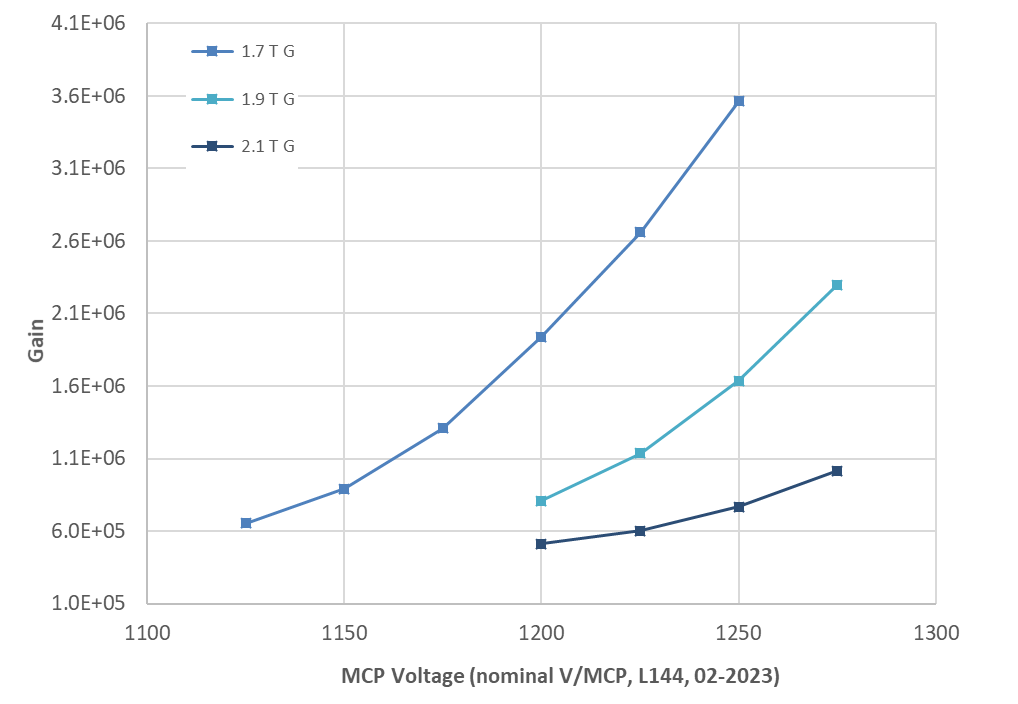 4.1E+06
3.6E+06
3.1E+06
2.6E+06
2.1E+06
1.6E+06
1.1E+06
6.0E+05
1.0E+05
Gain
1.7 T G
1.9 T G
2.1 T G
1100 1150 1200 1250 1300
MCP Voltage (nominal V/MCP, L144, 02-2023)